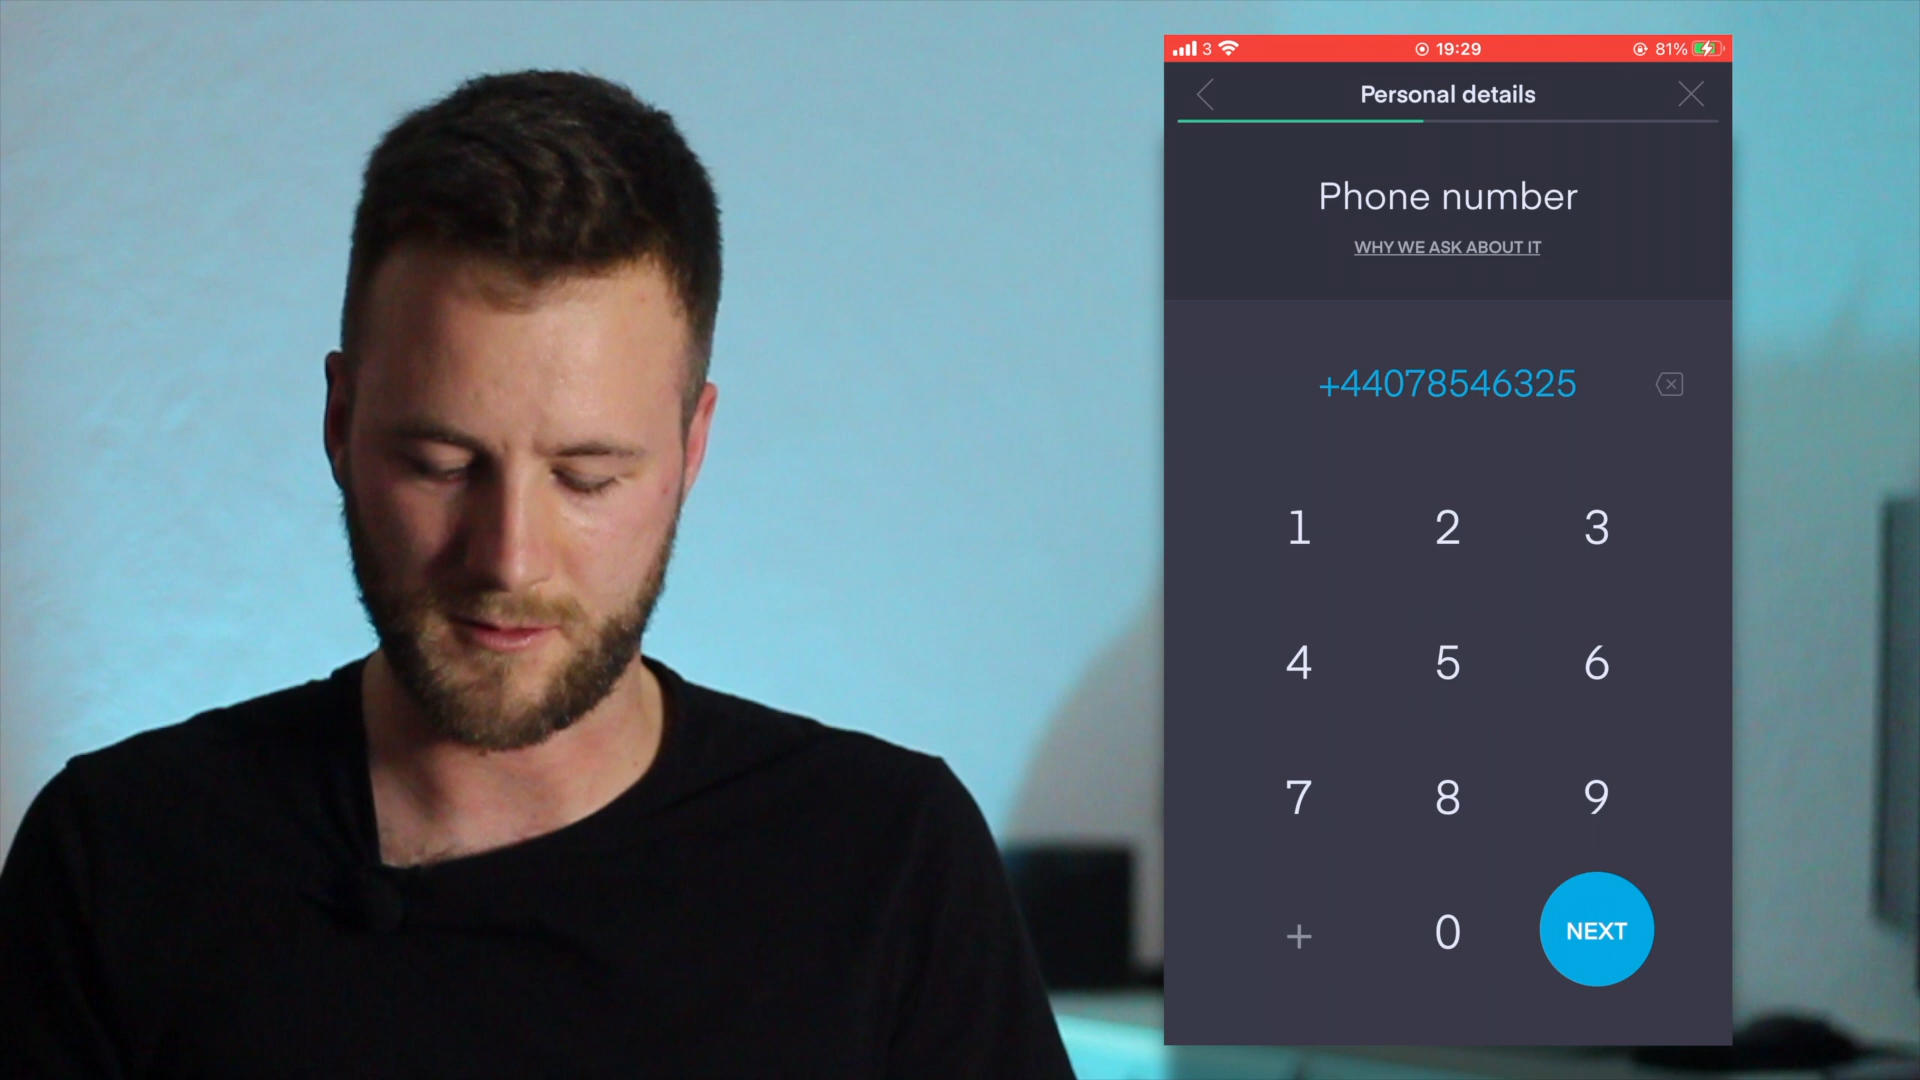 3 19:29 81%
Personal details
Phone number
WHY WE ASK ABOUT IT
+44078546325
1 2 3
4 5 6
7 8 9
+ 0 NEXT